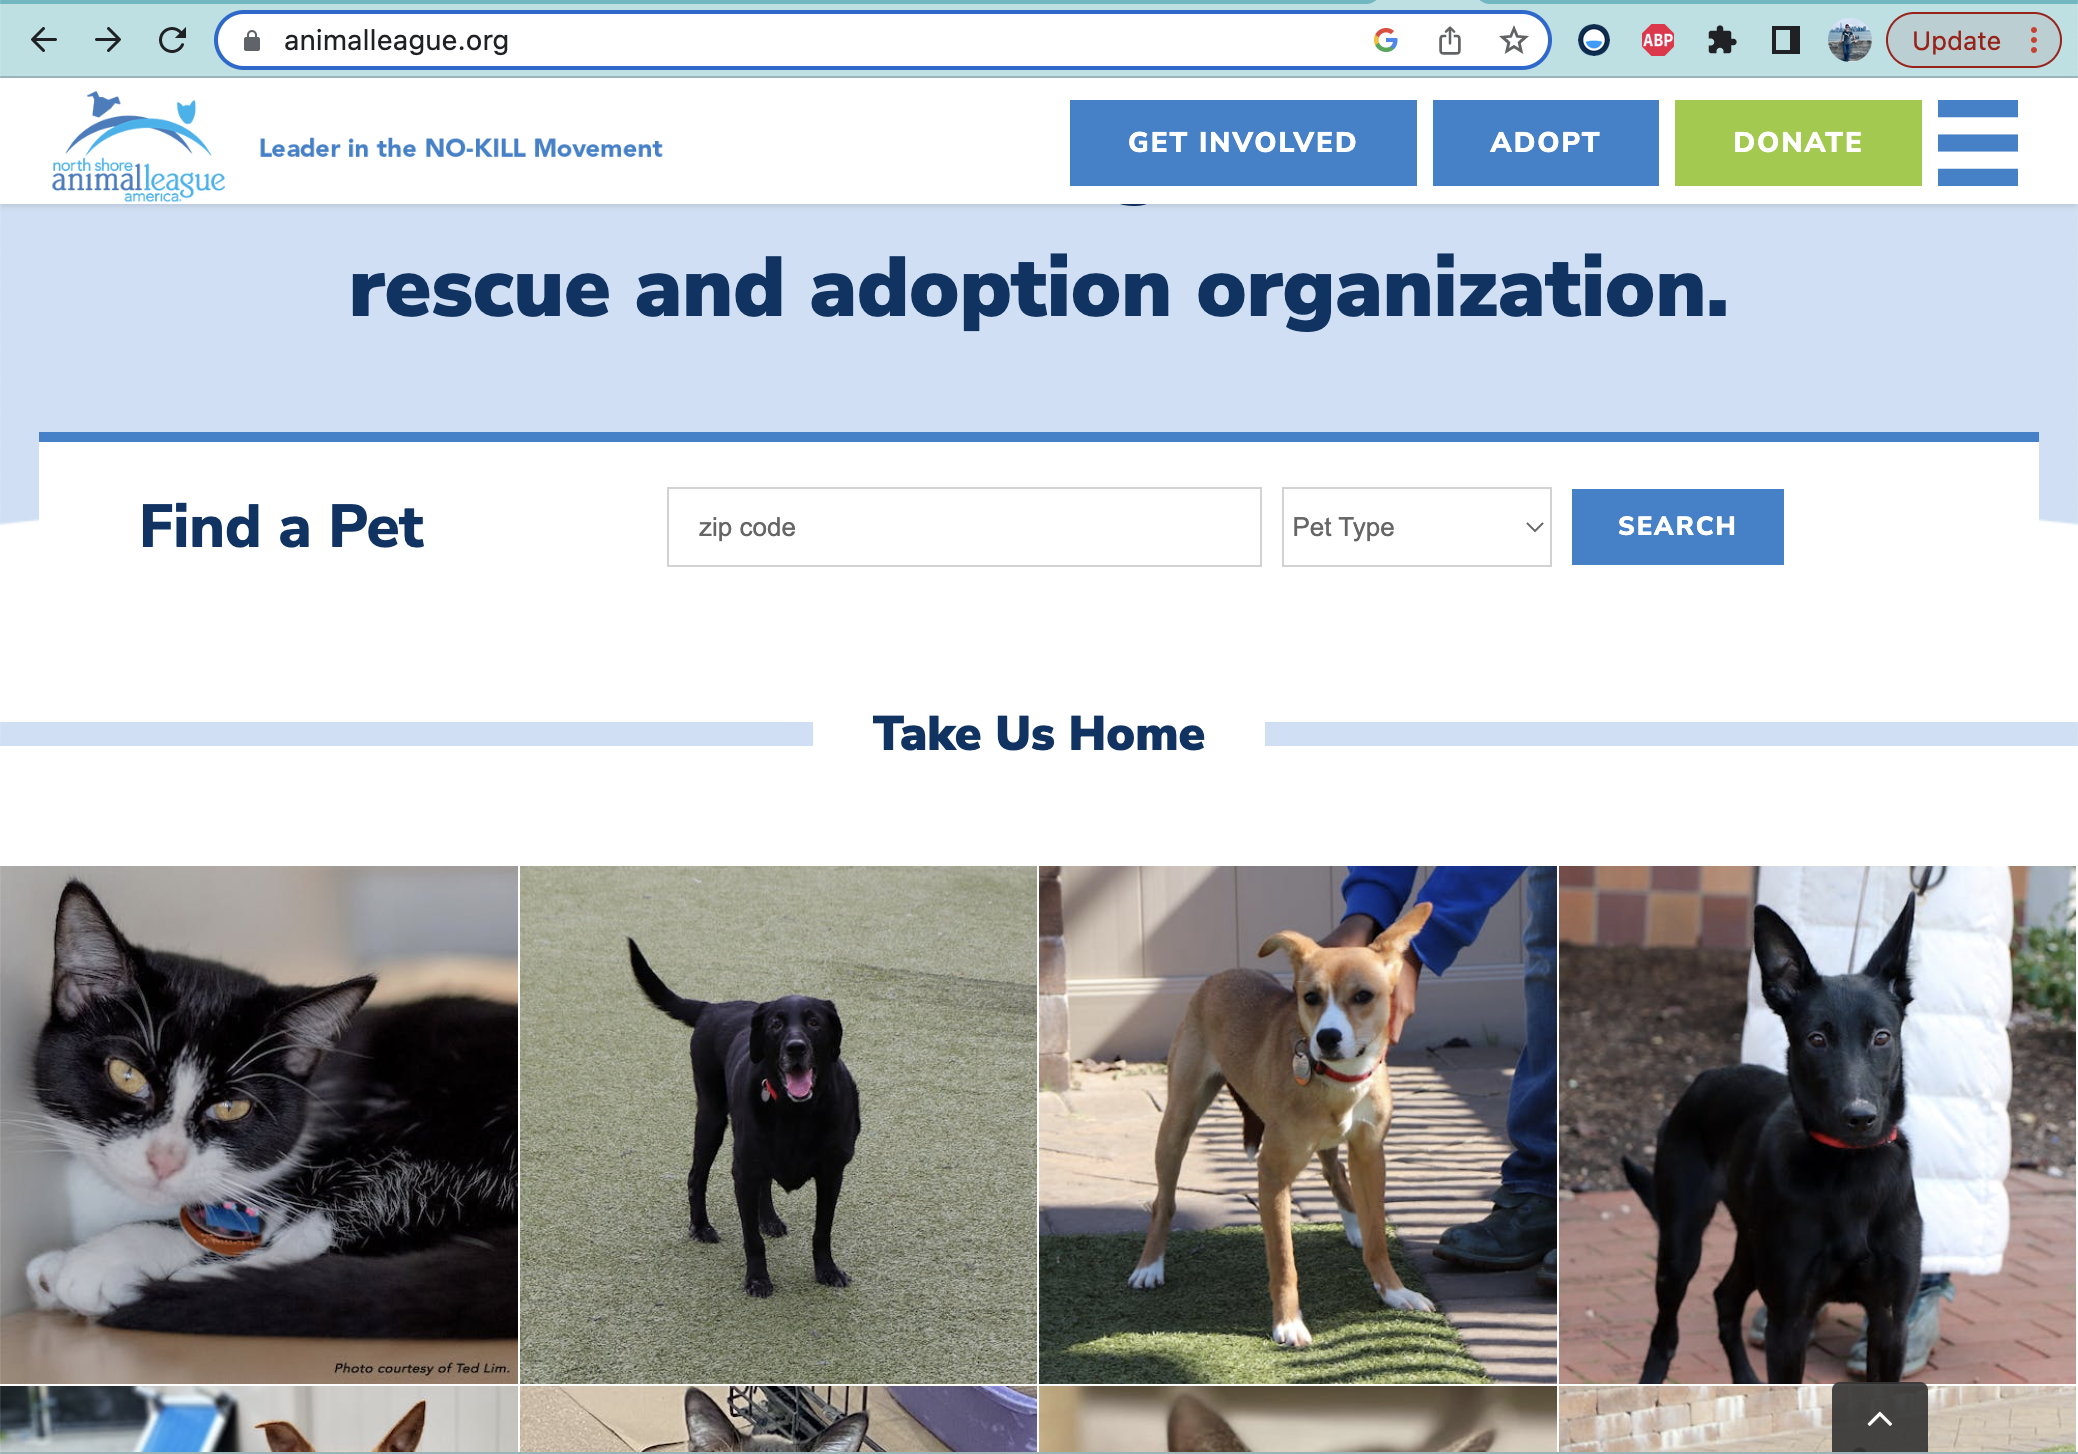 animalleague.org
ABP
Update
north shore
animalleague
america.
Leader in the NO-KILL Movement
GET INVOLVED
ADOPT
DONATE
rescue and adoption organization.
Find a Pet
zip code
Pet Type
SEARCH
Take Us Home
Photo courtesy of Ted Lim.